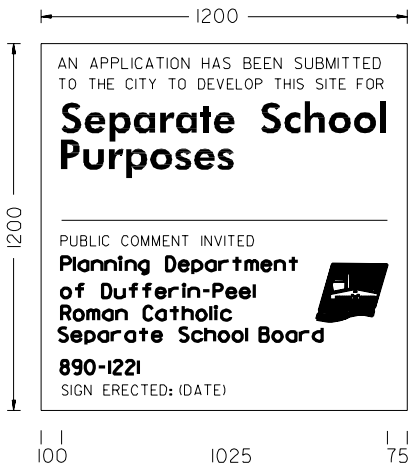 1200
AN APPLICATION HAS BEEN SUBMITTED
TO THE CITY TO DEVELOP THIS SITE FOR
Separate School
Purposes
1200
PUBLIC COMMENT INVITED
Planning Department
of Dufferin-Peel
Roman Catholic
Separate School Board
890-1221
SIGN ERECTED: (DATE)
100 1025 75